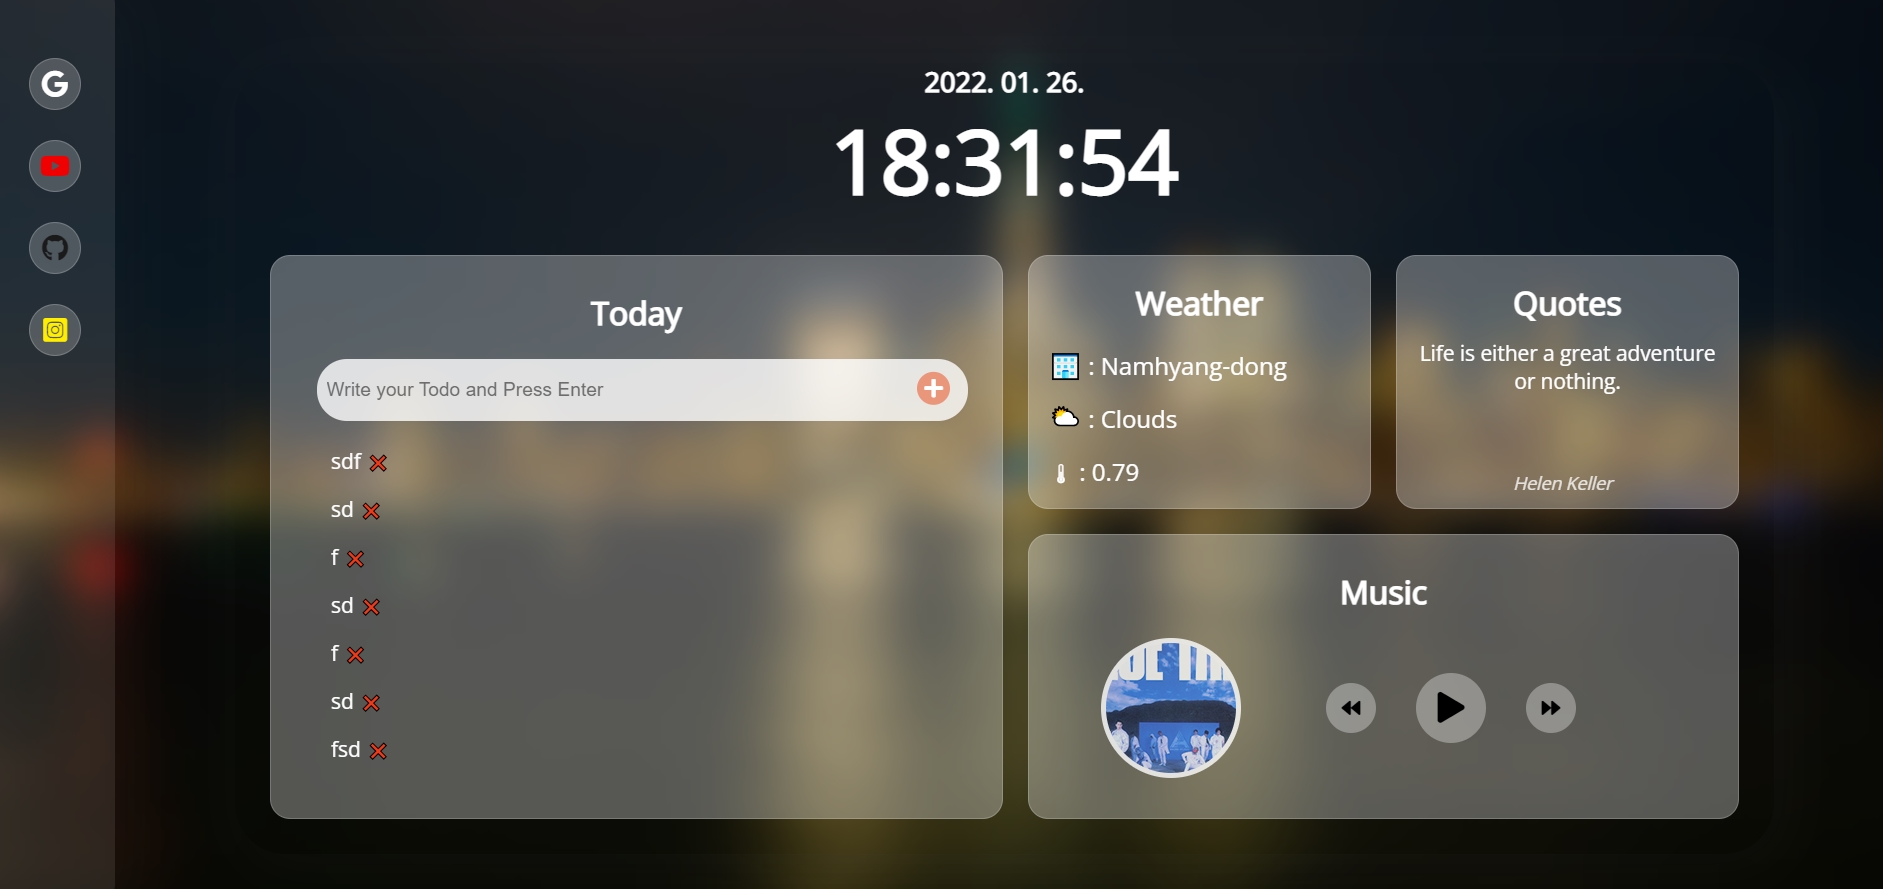 2022. 01. 26.
18:31:54
Today
Write your Todo and Press Enter
sdf
sd
f
sd
f
sd
fsd
Weather
: Namhyang-dong
: Clouds
: 0.79
Quotes
Life is either a great adventure
or nothing.
Helen Keller
Music